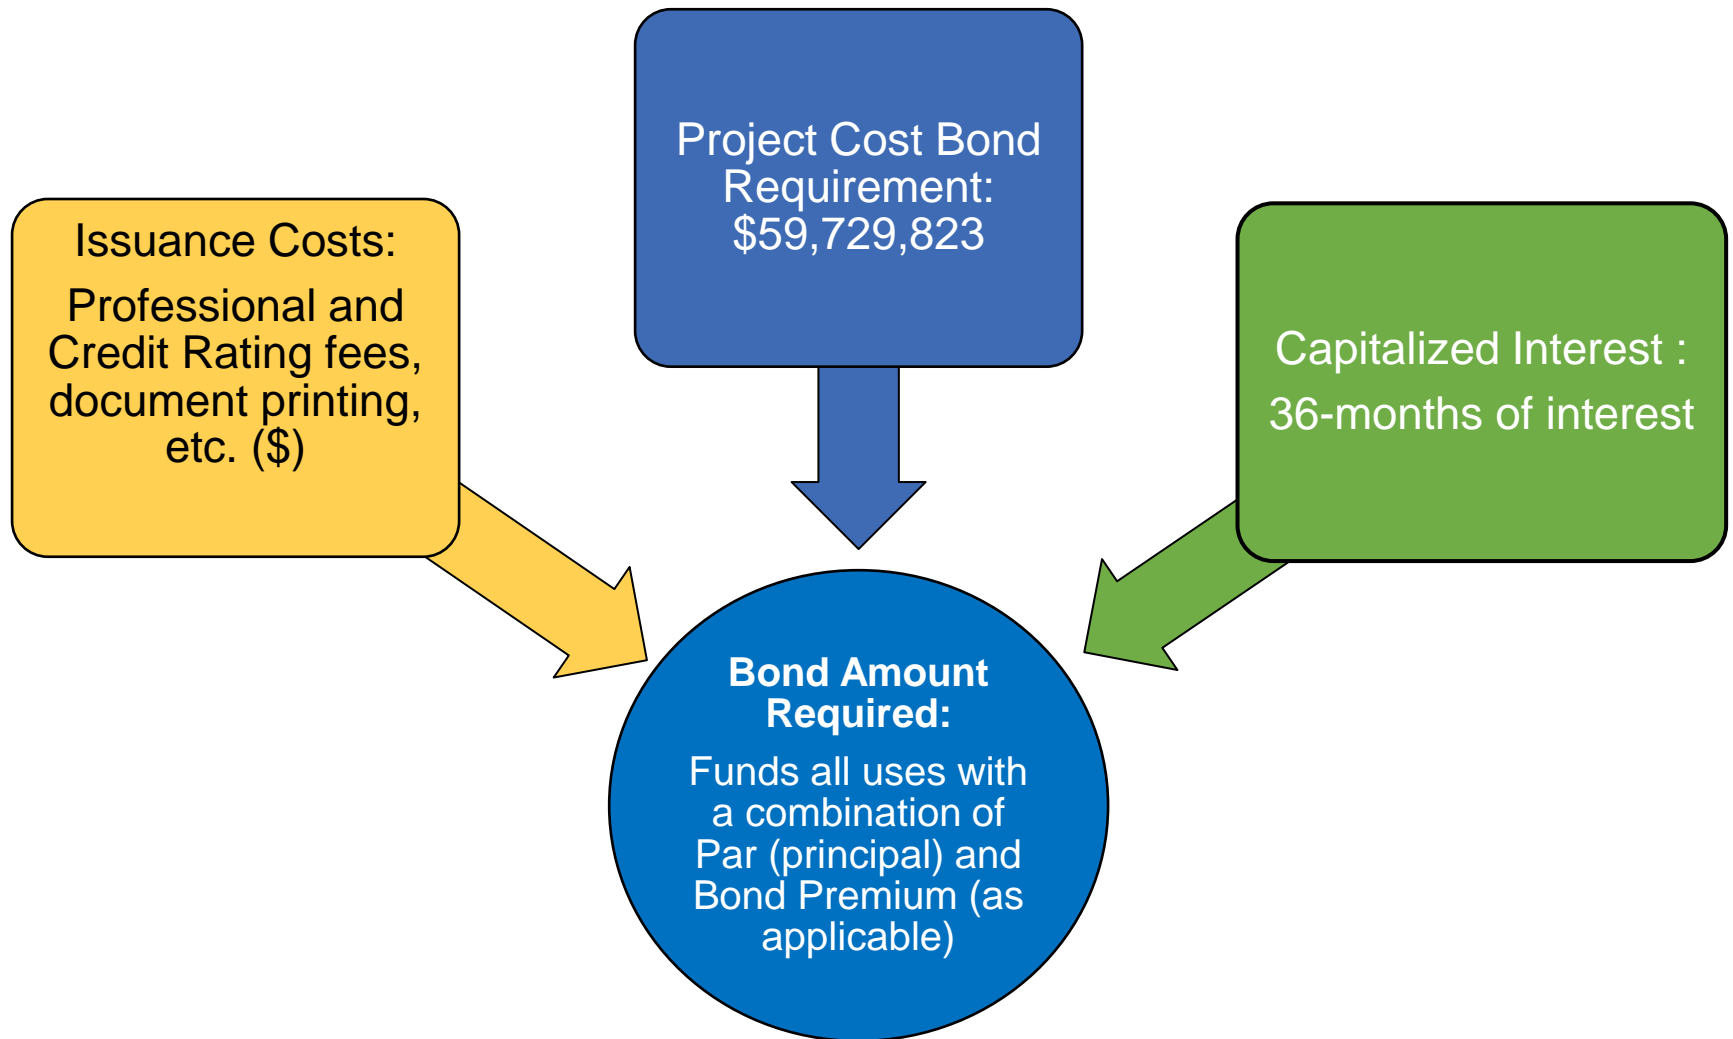 Project Cost Bond
Requirement:
$59,729,823
Issuance Costs:
Professional and
Credit Rating fees,
document printing,
etc. ($)
Capitalized Interest :
36-months of interest
Bond Amount
Required:
Funds all uses with
a combination of
Par (principal) and
Bond Premium (as
applicable)